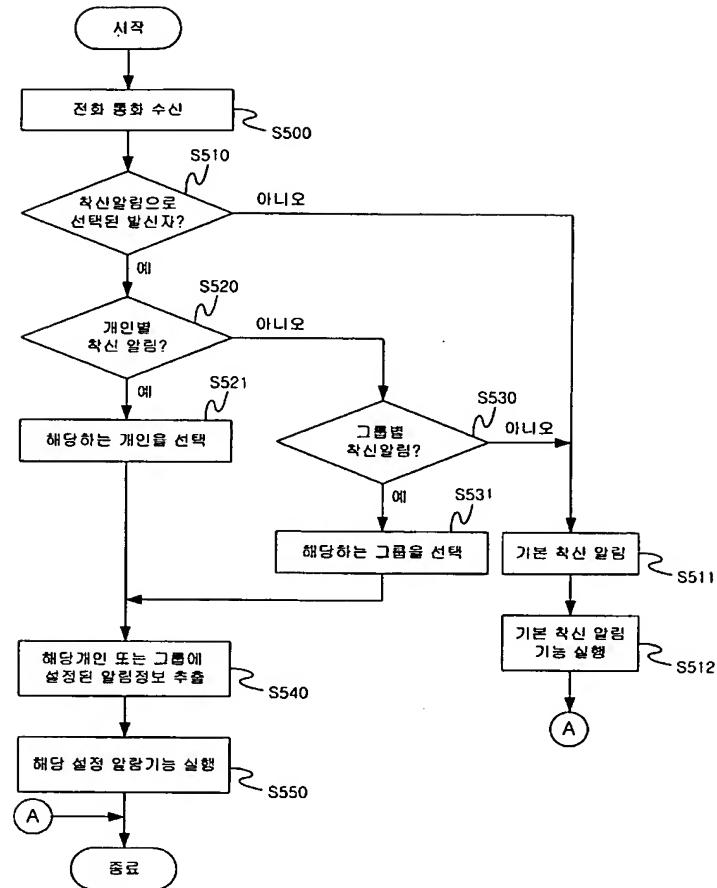 시작
전화 통화 수신
S500
S510
착신알림으로
선택된 발신자?
아니오
예
S520
개인별
착신 알림?
아니오
예
S521
해당하는 개인을 선택
S530
그룹별
착신알림?
아니오
예
S531
해당하는 그룹을 선택
기본 착신 알림
S511
기본 착신 알림
기능 실행
S512
A
해당개인 또는 그룹에
설정된 알림정보 추출
S540
해당 설정 알람기능 실행
S550
A
종료